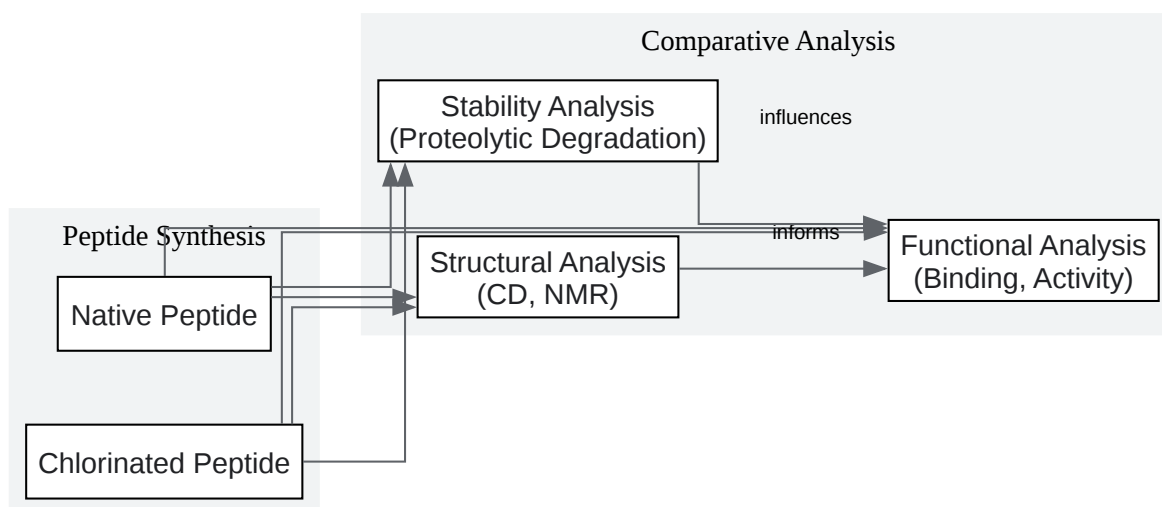 Comparative Analysis
Stability Analysis
(Proteolytic Degradation)
influences
Peptide Synthesis
informs
Structural Analysis
(CD, NMR)
Functional Analysis
(Binding, Activity)
Native Peptide
Chlorinated Peptide